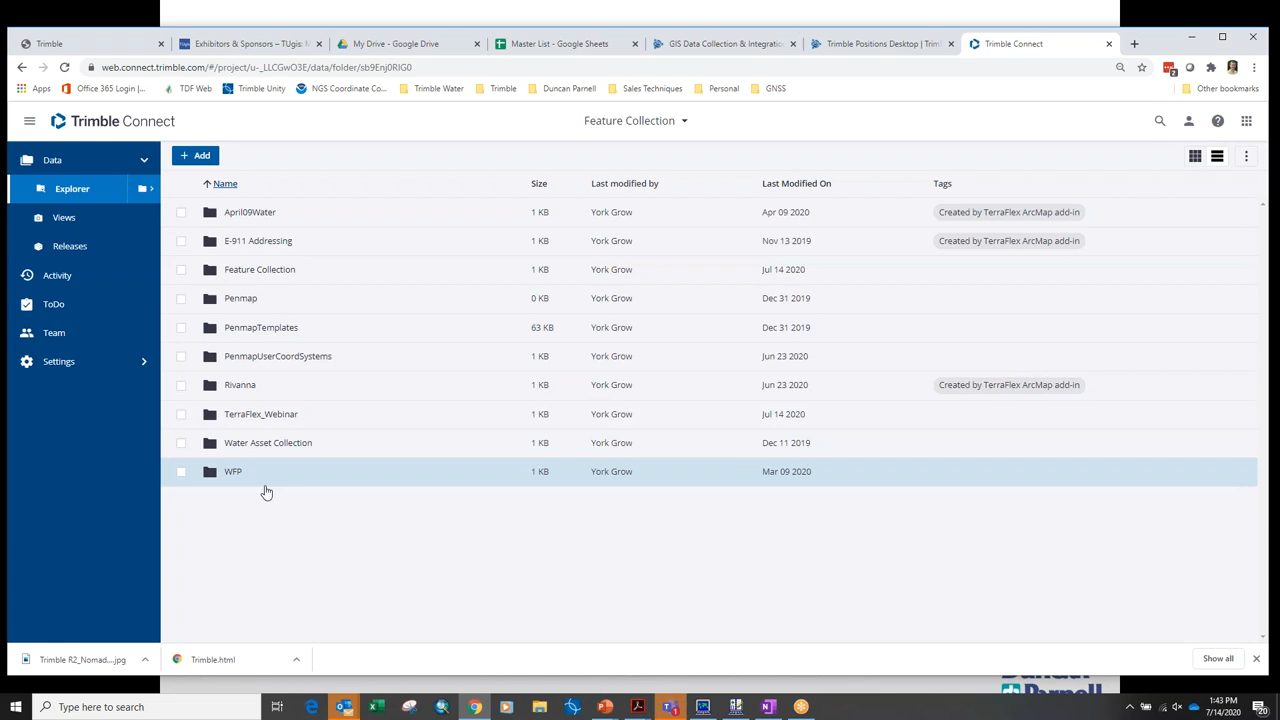 Trimble
Exhibitors & Sponsors – TUgis: M
My Drive - Google Drive
Master List - Google Sheets
GIS Data Collection & Integratio
Trimble Positions Desktop | Trim
Trimble Connect
web.connect.trimble.com/#/project/u-_LLCGwO3E/data/folder/sb9Enj0RIG0
Apps
Office 365 Login |...
TDF Web
Trimble Unity
NGS Coordinate Co...
Trimble Water
Trimble
Duncan Parnell
Sales Techniques
Personal
GNSS
Other bookmarks
Trimble Connect
Feature Collection
Data
Add
Explorer
Views
Releases
Activity
ToDo
Team
Settings
Name Size Last modified by Last Modified On Tags
April09Water 1 KB York Grow Apr 09 2020 Created by TerraFlex ArcMap add-in
E-911 Addressing 1 KB York Grow Nov 13 2019 Created by TerraFlex ArcMap add-in
Feature Collection 1 KB York Grow Jul 14 2020
Penmap 0 KB York Grow Dec 31 2019
PenmapTemplates 63 KB York Grow Dec 31 2019
PenmapUserCoordSystems 1 KB York Grow Jun 23 2020
Rivanna 1 KB York Grow Jun 23 2020 Created by TerraFlex ArcMap add-in
TerraFlex_Webinar 1 KB York Grow Jul 14 2020
Water Asset Collection 1 KB York Grow Dec 11 2019
WFP 1 KB York Grow Mar 09 2020
Trimble R2_Nomad....jpg
Trimble.html
Show all
Parnell
Type here to search
1:43 PM
7/14/2020
20